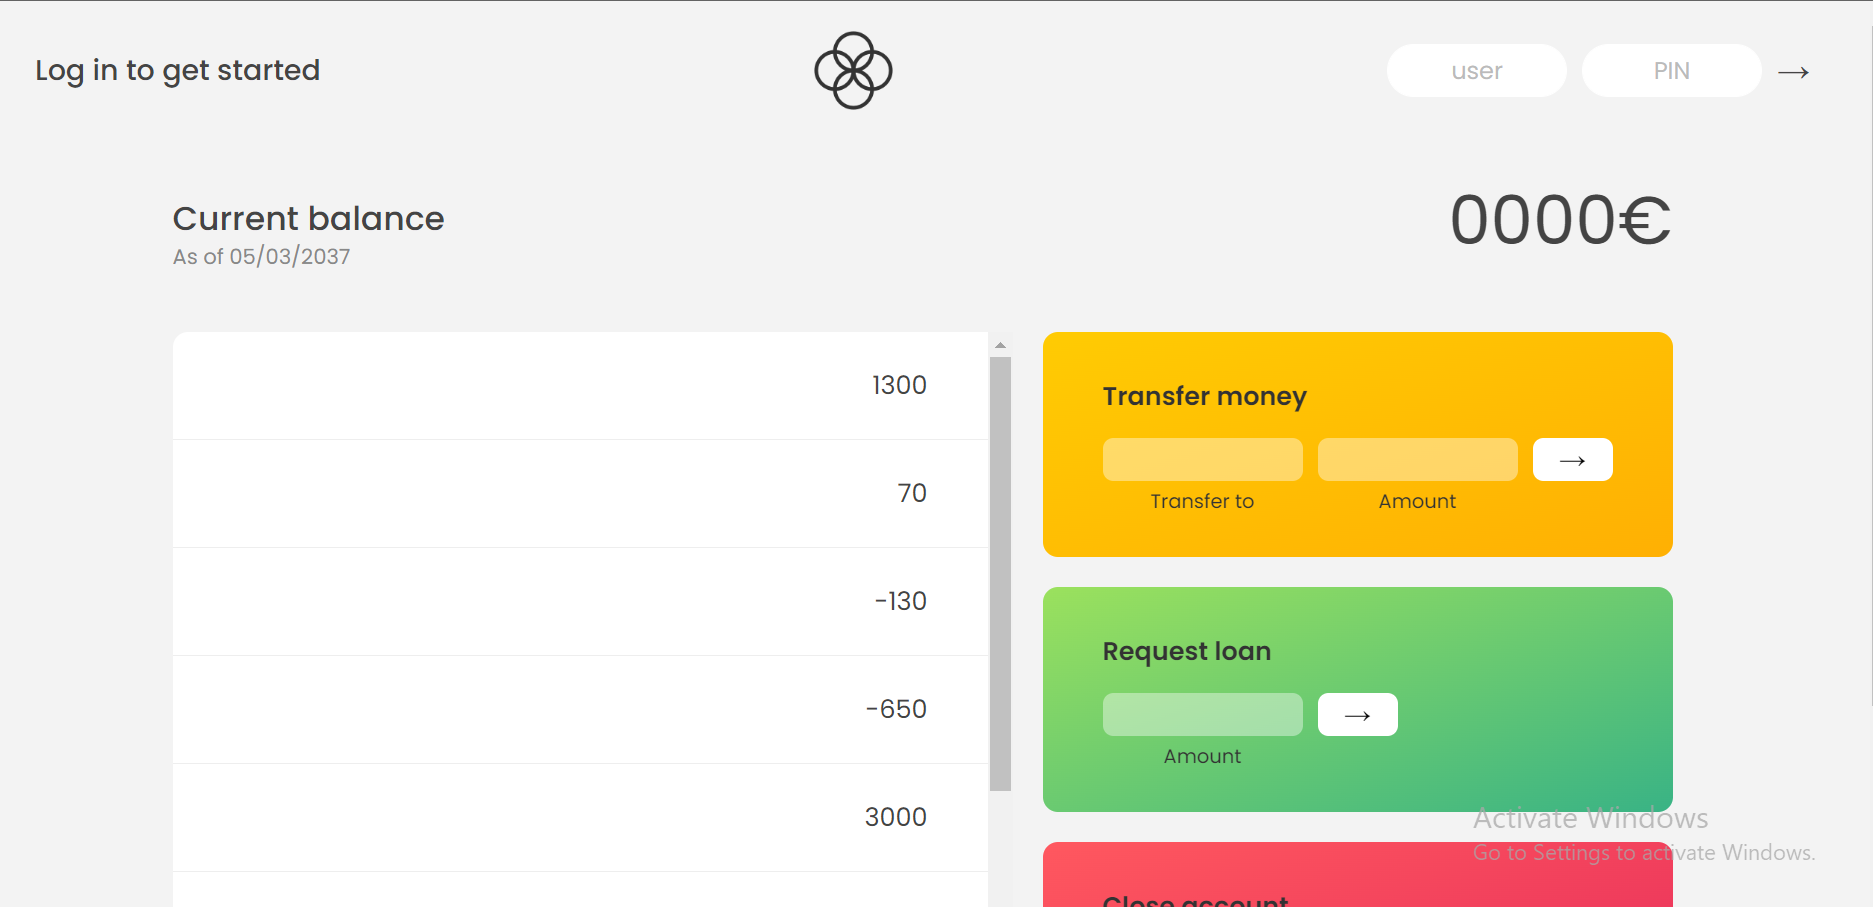 Log in to get started
user
PIN
→
Current balance
As of 05/03/2037
0000€
1300
70
-130
-650
3000
Transfer money
→
Transfer to
Amount
Request loan
→
Amount
Close account
Activate Windows
Go to Settings to activate Windows.